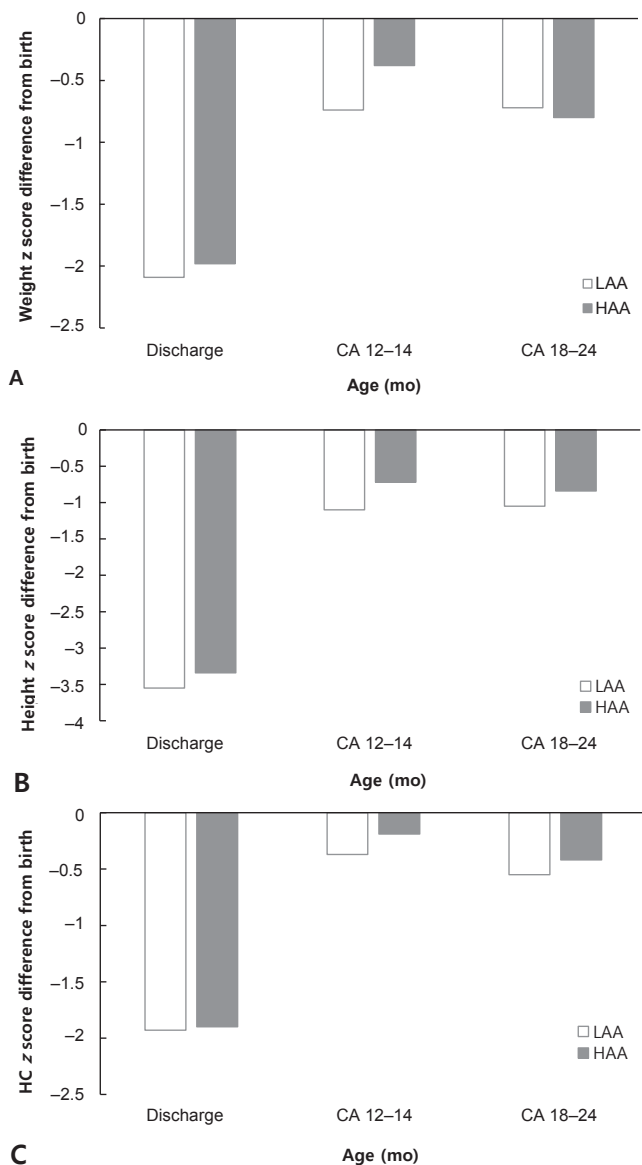 0
−0.5
−1
−1.5
−2
−2.5
Weight z score difference from birth
LAA
HAA
Discharge
CA 12−14
CA 18−24
A
Age (mo)
0
−0.5
−1
−1.5
−2
−2.5
−3
−3.5
−4
Height z score difference from birth
LAA
HAA
Discharge
CA 12−14
CA 18−24
B
Age (mo)
0
−0.5
−1
−1.5
−2
−2.5
HC z score difference from birth
LAA
HAA
Discharge
CA 12−14
CA 18−24
C
Age (mo)